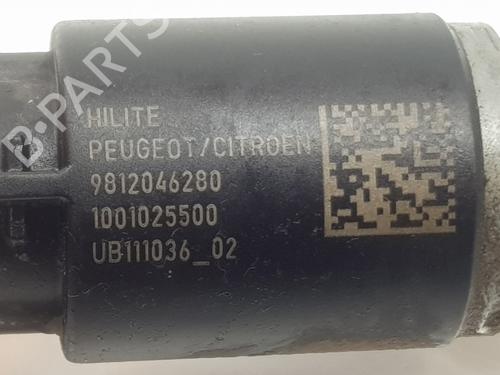 B-PARTS
HILITE
PEUGEOT/CITROEN
9812046280
1001025500
UB111036_02